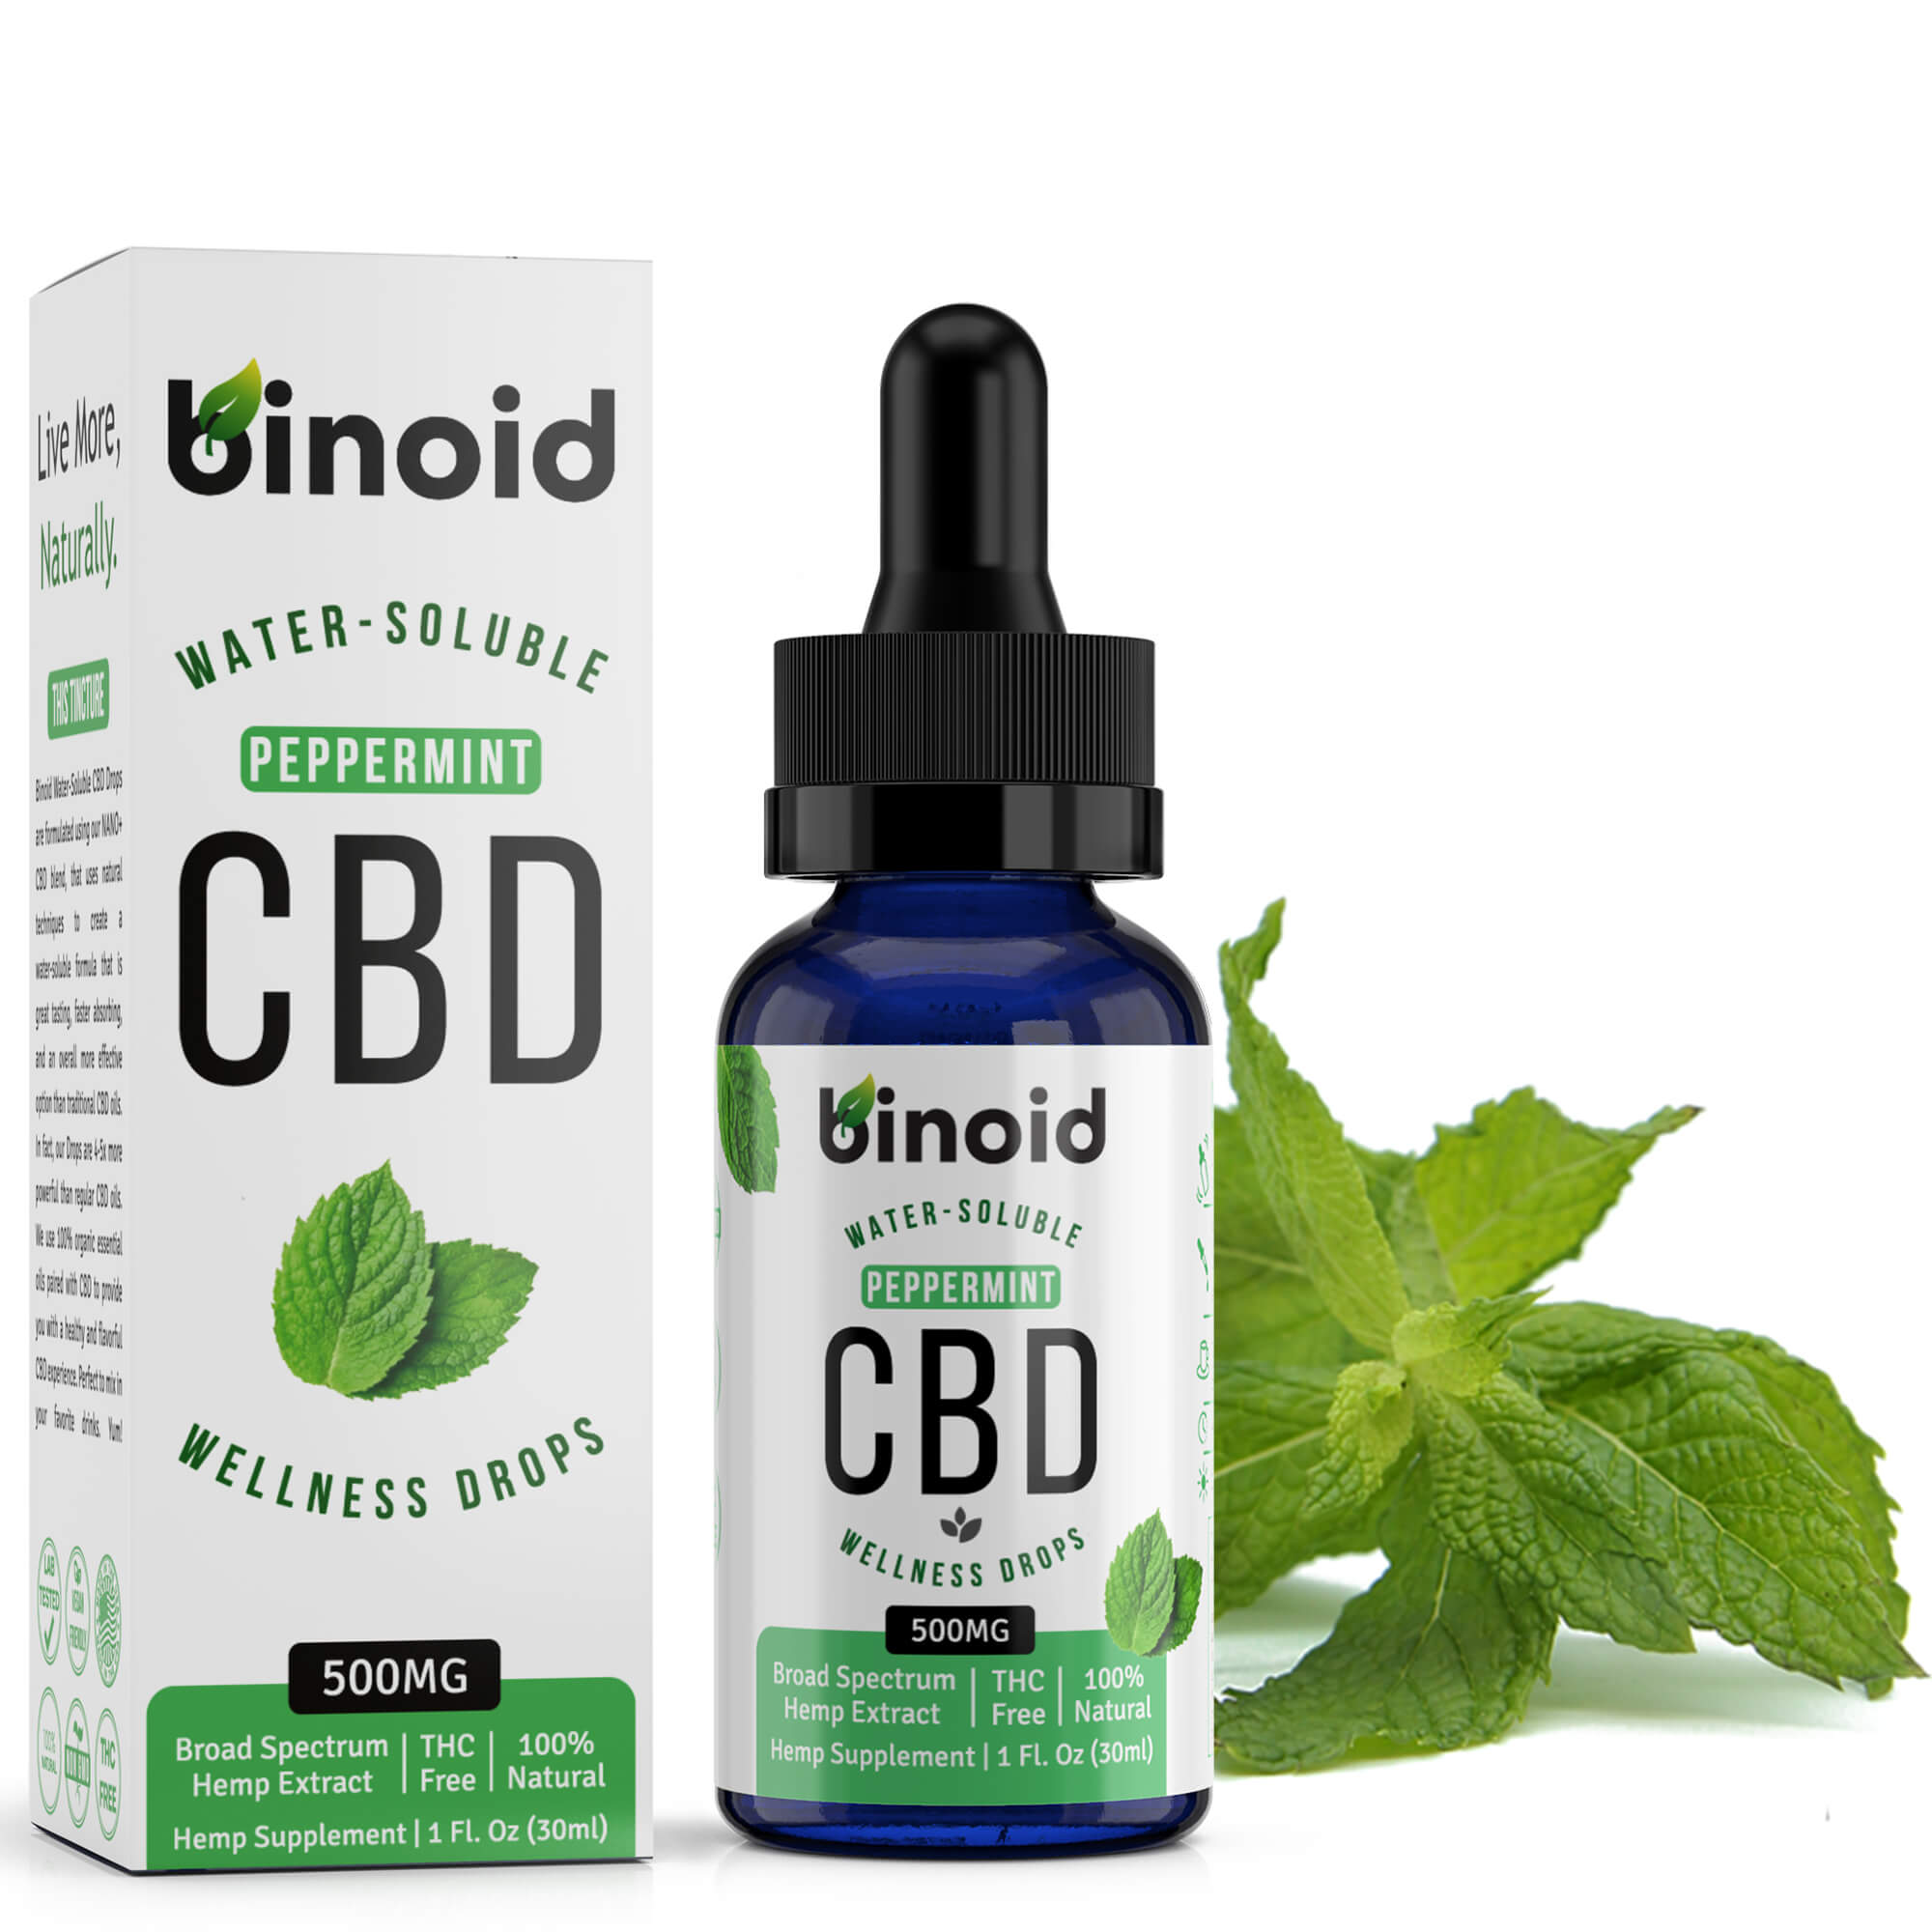 Live More,
Naturally.
THIS TINCTURE
Binoid Water-Soluble CBD Drops
are formulated using our NANO+
CBD blend, that uses natural
techniques to create a
water-soluble formula that is
great tasting, faster absorbing,
and an overall more effective
option than traditional CBD oils.
In fact, our Drops are 4-5x more
powerful than regular CBD oils.
We use 100% organic essential
oils paired with CBD to provide
you with a healthy and flavorful
CBD experience. Perfect to mix in
your favorite drinks. Yum!
LAB
TESTED
VEGAN
FRIENDLY
100%
NATURAL
THC
FREE
binoid
WATER-SOLUBLE
PEPPERMINT
CBD
WELLNESS DROPS
500MG
Broad Spectrum
Hemp Extract
THC
Free
100%
Natural
Hemp Supplement | 1 Fl. Oz (30ml)
binoid
WATER-SOLUBLE
PEPPERMINT
CBD
WELLNESS DROPS
500MG
Broad Spectrum
Hemp Extract
THC
Free
100%
Natural
Hemp Supplement | 1 Fl. Oz (30ml)